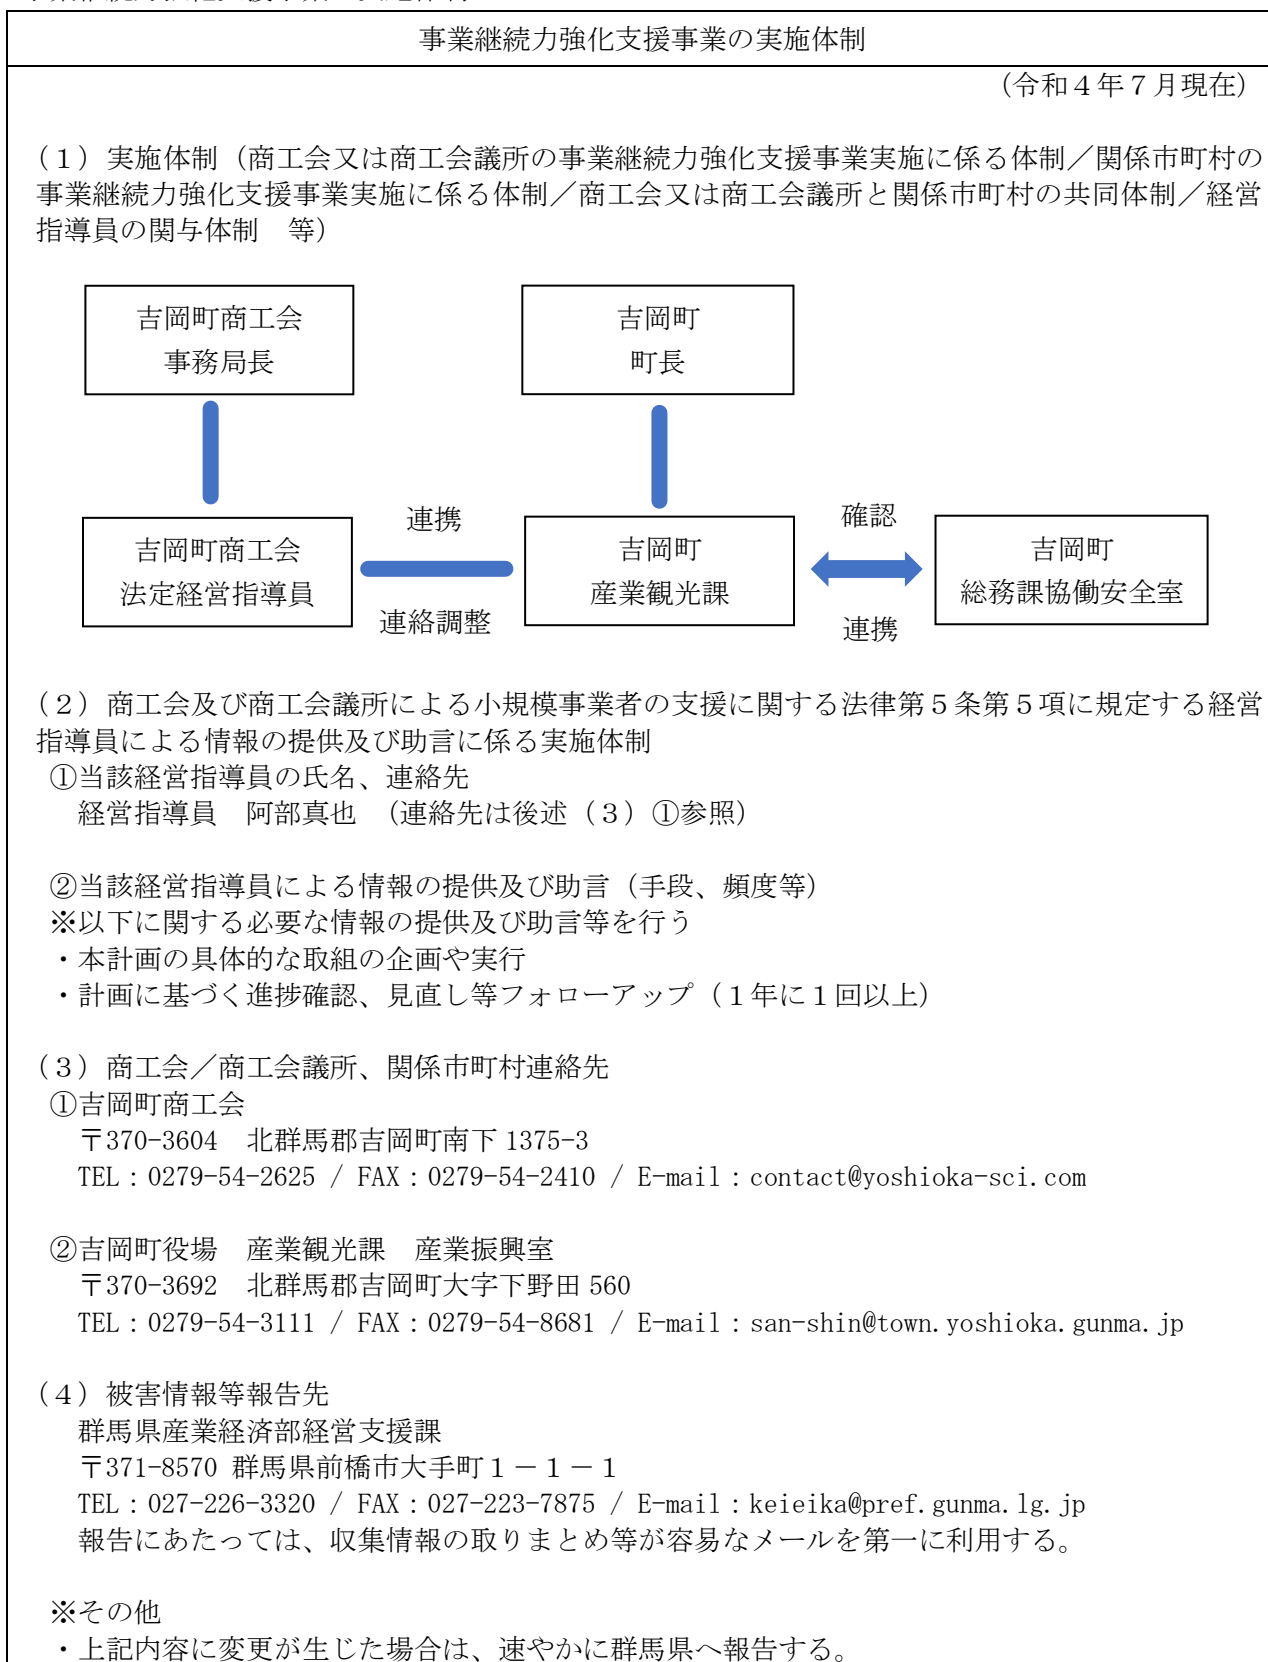 事業継続力強化支援事業の実施体制
（令和４年７月現在）
（１）実施体制（商工会又は商工会議所の事業継続力強化支援事業実施に係る体制／関係市町村の
事業継続力強化支援事業実施に係る体制／商工会又は商工会議所と関係市町村の共同体制／経営
指導員の関与体制　等）
吉岡町商工会
事務局長
吉岡町
町長
吉岡町商工会
法定経営指導員
連携
連絡調整
吉岡町
産業観光課
確認
連携
吉岡町
総務課協働安全室
（２）商工会及び商工会議所による小規模事業者の支援に関する法律第５条第５項に規定する経営
指導員による情報の提供及び助言に係る実施体制
①当該経営指導員の氏名、連絡先
経営指導員　阿部真也　（連絡先は後述（３）①参照）
②当該経営指導員による情報の提供及び助言（手段、頻度等）
※以下に関する必要な情報の提供及び助言等を行う
・本計画の具体的な取組の企画や実行
・計画に基づく進捗確認、見直し等フォローアップ（１年に１回以上）
（３）商工会／商工会議所、関係市町村連絡先
①吉岡町商工会
〒370-3604　北群馬郡吉岡町南下 1375-3
TEL：0279-54-2625 / FAX：0279-54-2410 / E-mail：contact@yoshioka-sci.com
②吉岡町役場　産業観光課　産業振興室
〒370-3692　北群馬郡吉岡町大字下野田 560
TEL：0279-54-3111 / FAX：0279-54-8681 / E-mail：san-shin@town.yoshioka.gunma.jp
（４）被害情報等報告先
群馬県産業経済部経営支援課
〒371-8570 群馬県前橋市大手町１－１－１
TEL：027-226-3320 / FAX：027-223-7875 / E-mail：keieika@pref.gunma.lg.jp
報告にあたっては、収集情報の取りまとめ等が容易なメールを第一に利用する。
※その他
・上記内容に変更が生じた場合は、速やかに群馬県へ報告する。